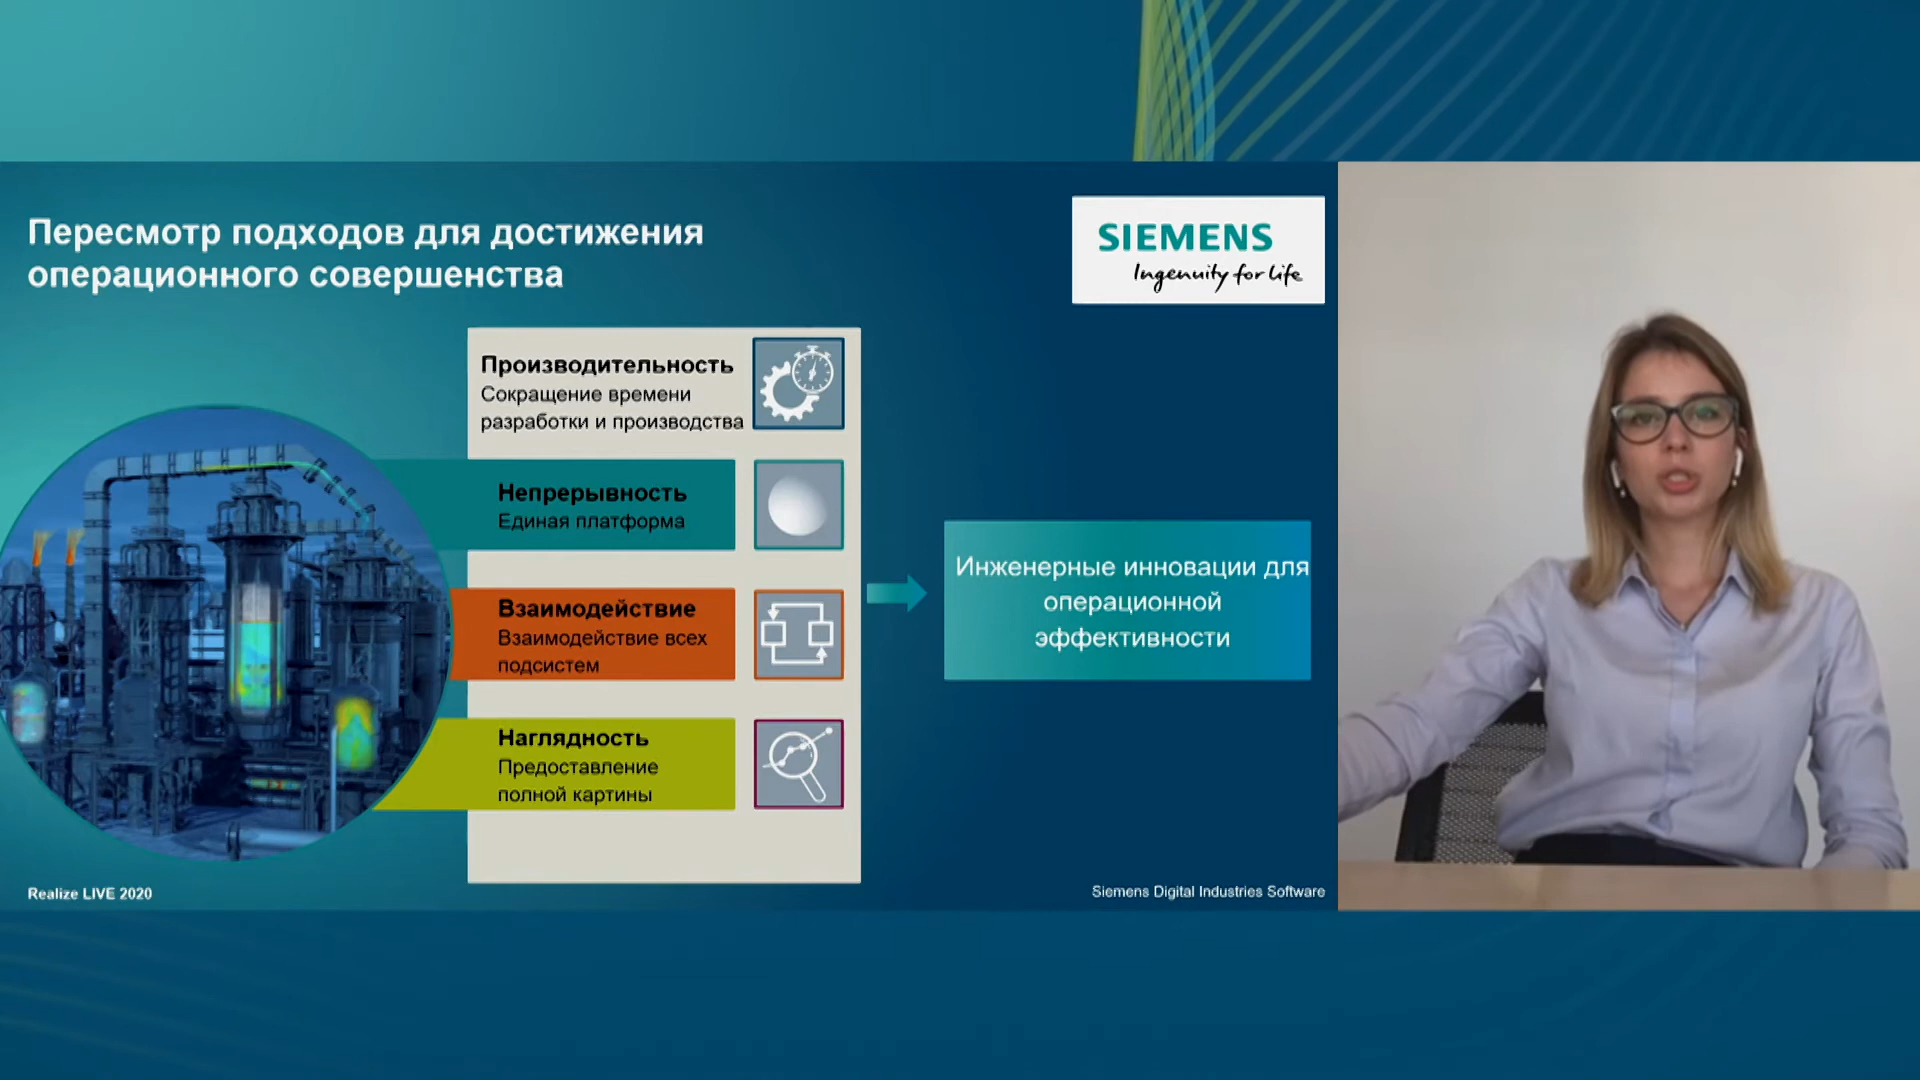 Пересмотр подходов для достижения
операционного совершенства
SIEMENS
Ingenuity for life
Производительность
Сокращение времени
разработки и производства
Непрерывность
Единая платформа
Взаимодействие
Взаимодействие всех
подсистем
Наглядность
Предоставление
полной картины
Инженерные инновации для
операционной
эффективности
Realize LIVE 2020
Siemens Digital Industries Software